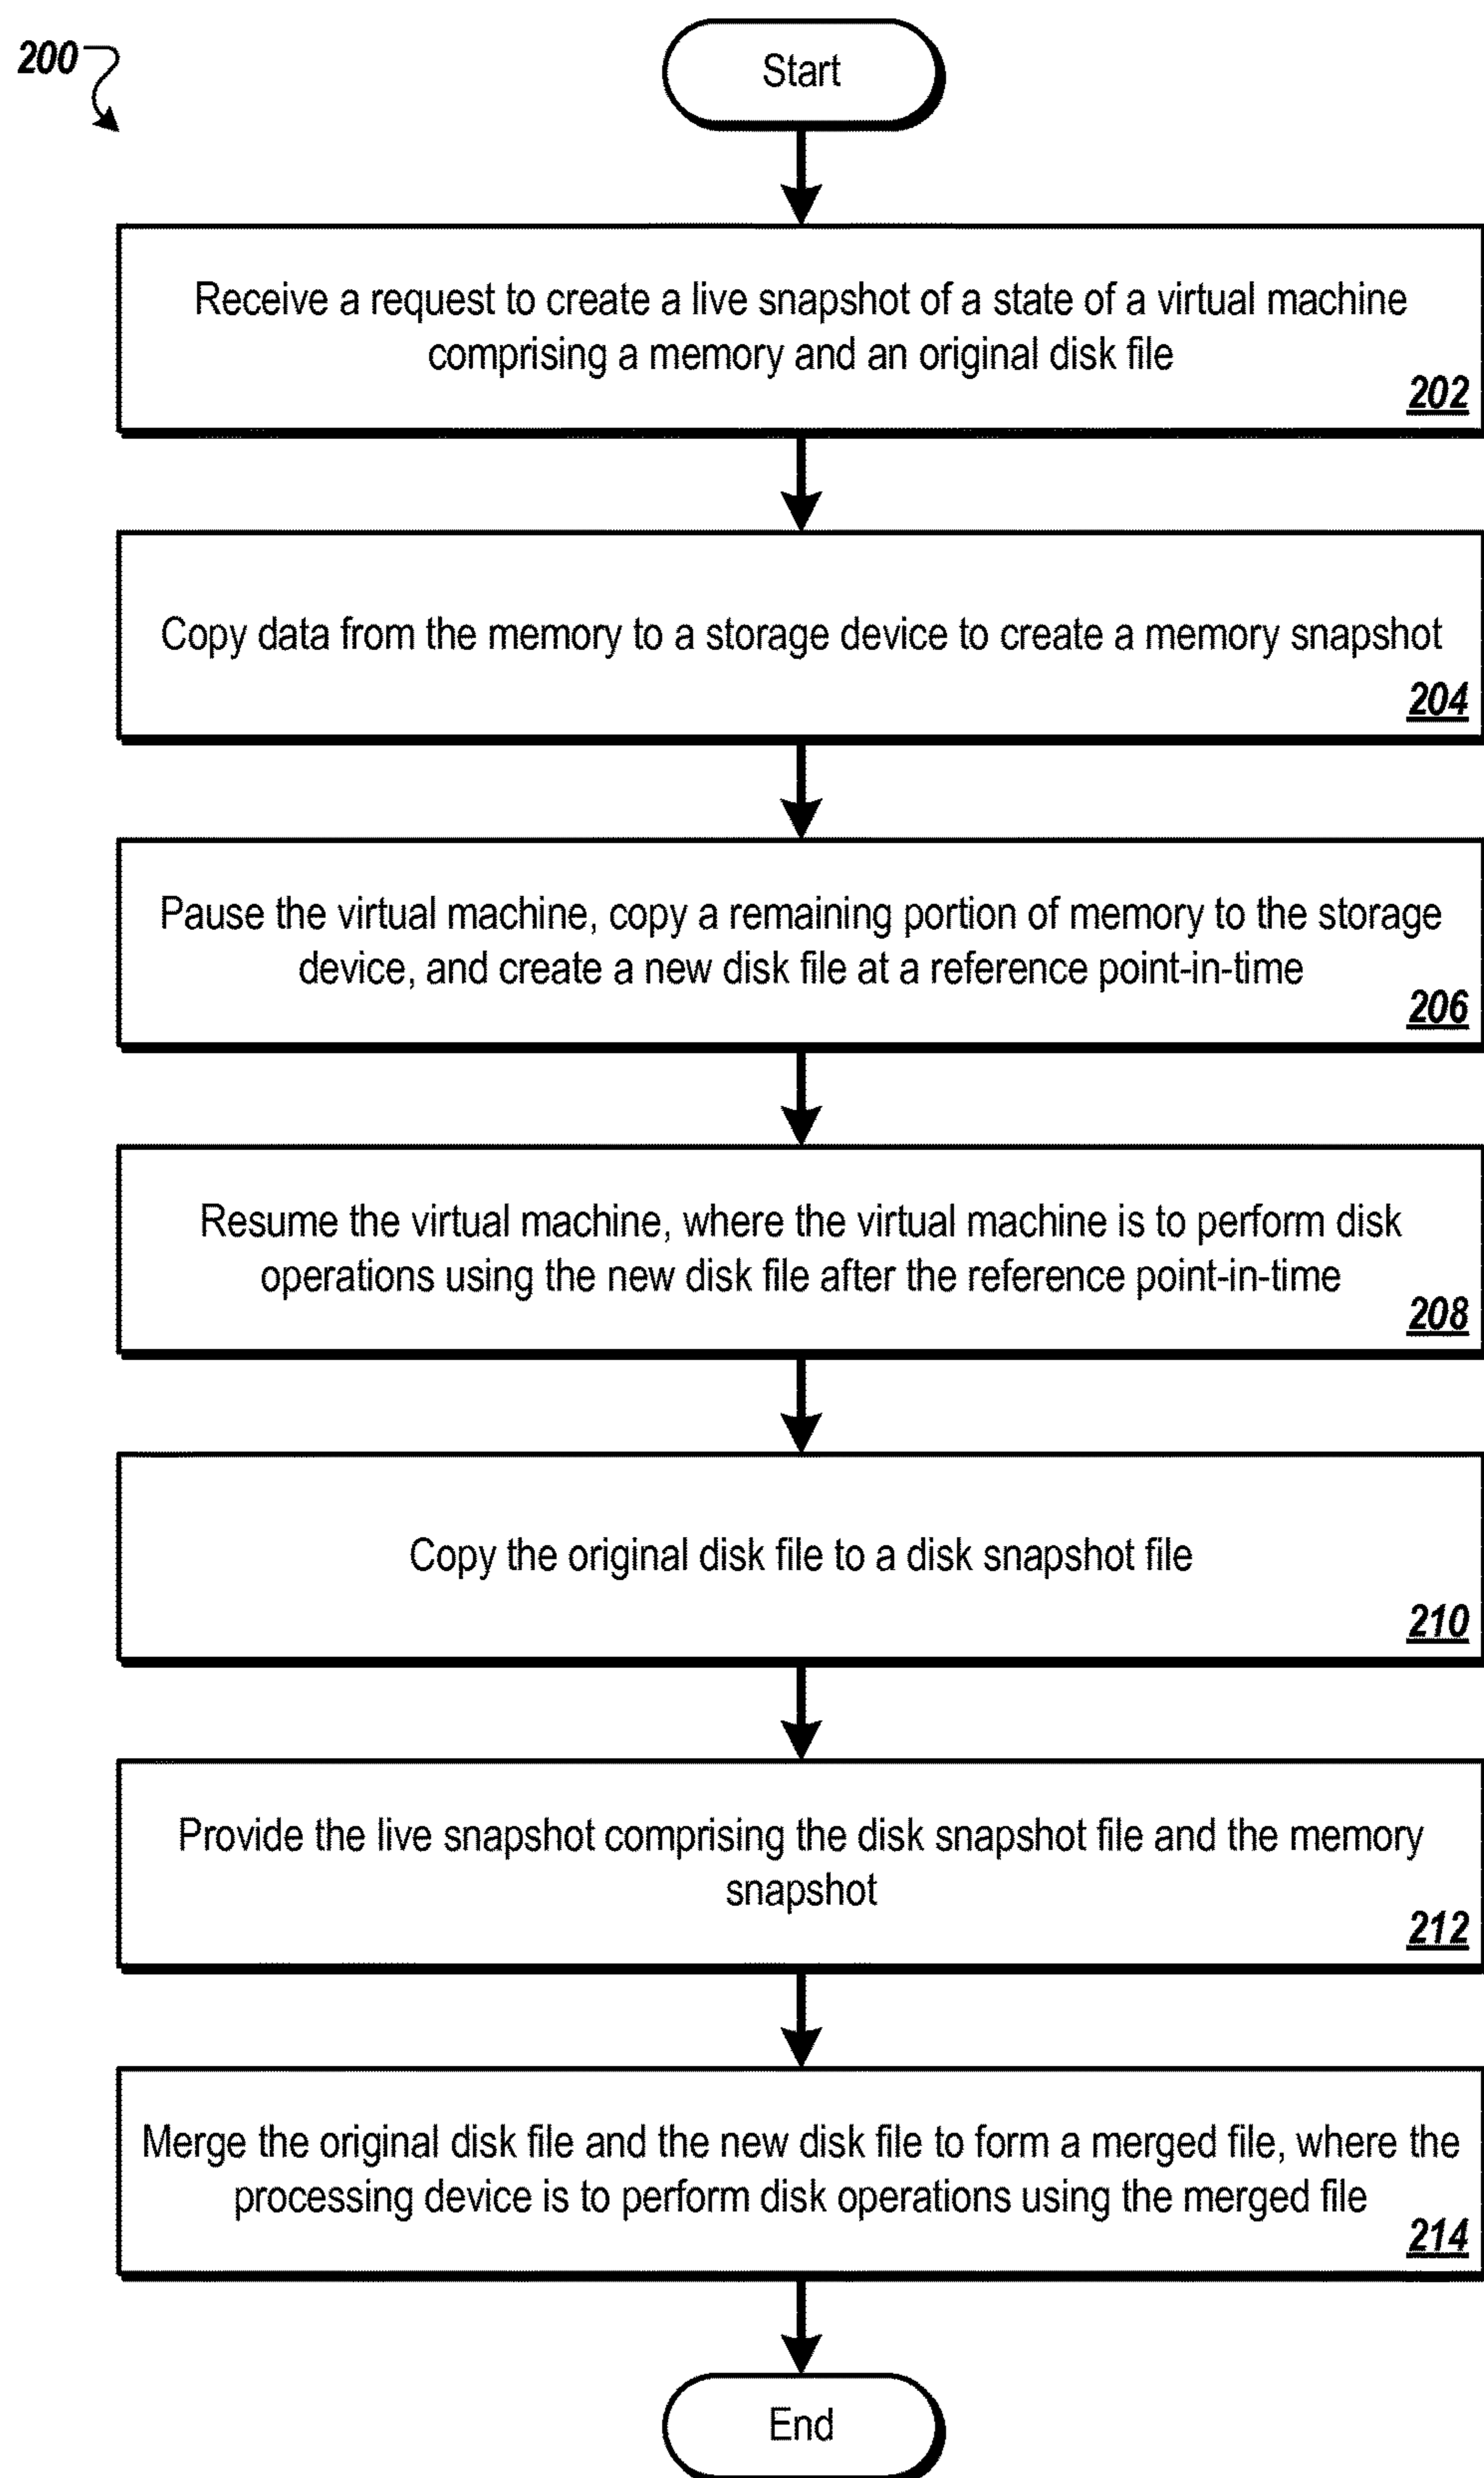 200
Start
Receive a request to create a live snapshot of a state of a virtual machine
comprising a memory and an original disk file
202
Copy data from the memory to a storage device to create a memory snapshot
204
Pause the virtual machine, copy a remaining portion of memory to the storage
device, and create a new disk file at a reference point-in-time
206
Resume the virtual machine, where the virtual machine is to perform disk
operations using the new disk file after the reference point-in-time
208
Copy the original disk file to a disk snapshot file
210
Provide the live snapshot comprising the disk snapshot file and the memory
snapshot
212
Merge the original disk file and the new disk file to form a merged file, where the
processing device is to perform disk operations using the merged file
214
End